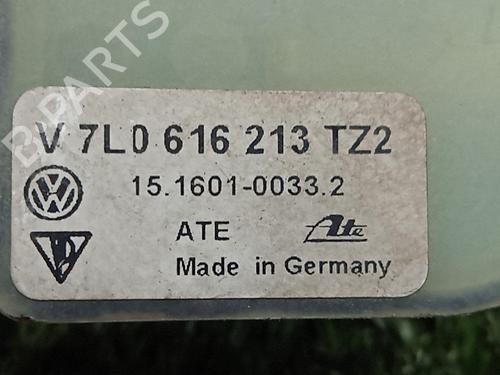 B-PARTS
V 7L0 616 213 TZ2
15.1601-0033.2
ATE Ate
Made in Germany